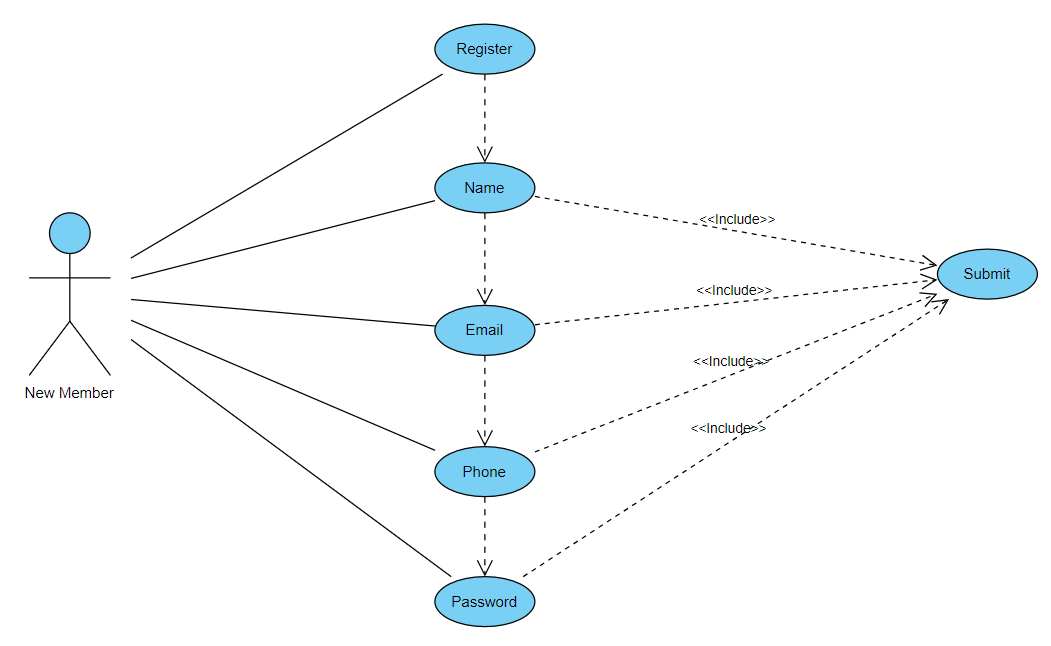 Register
Name
<<Include>>
Submit
<<Include>>
Email
<<Include>>
New Member
<<Include>>
Phone
Password